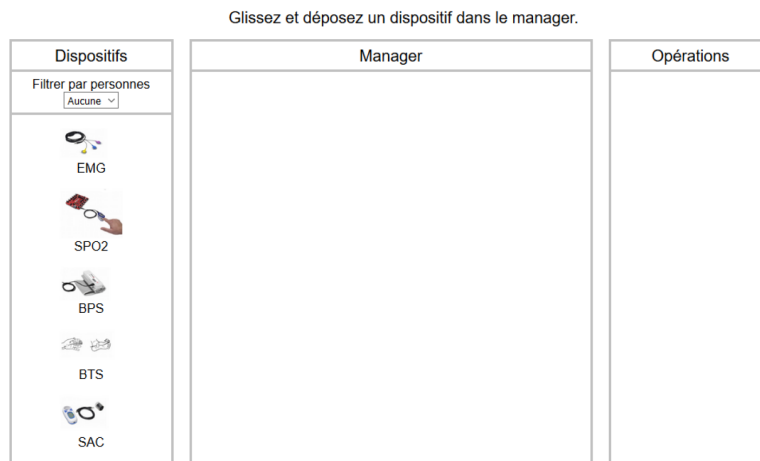 Glissez et déposez un dispositif dans le manager.
Dispositifs
Manager
Opérations
Filtrer par personnes
Aucune
EMG
SPO2
BPS
BTS
SAC